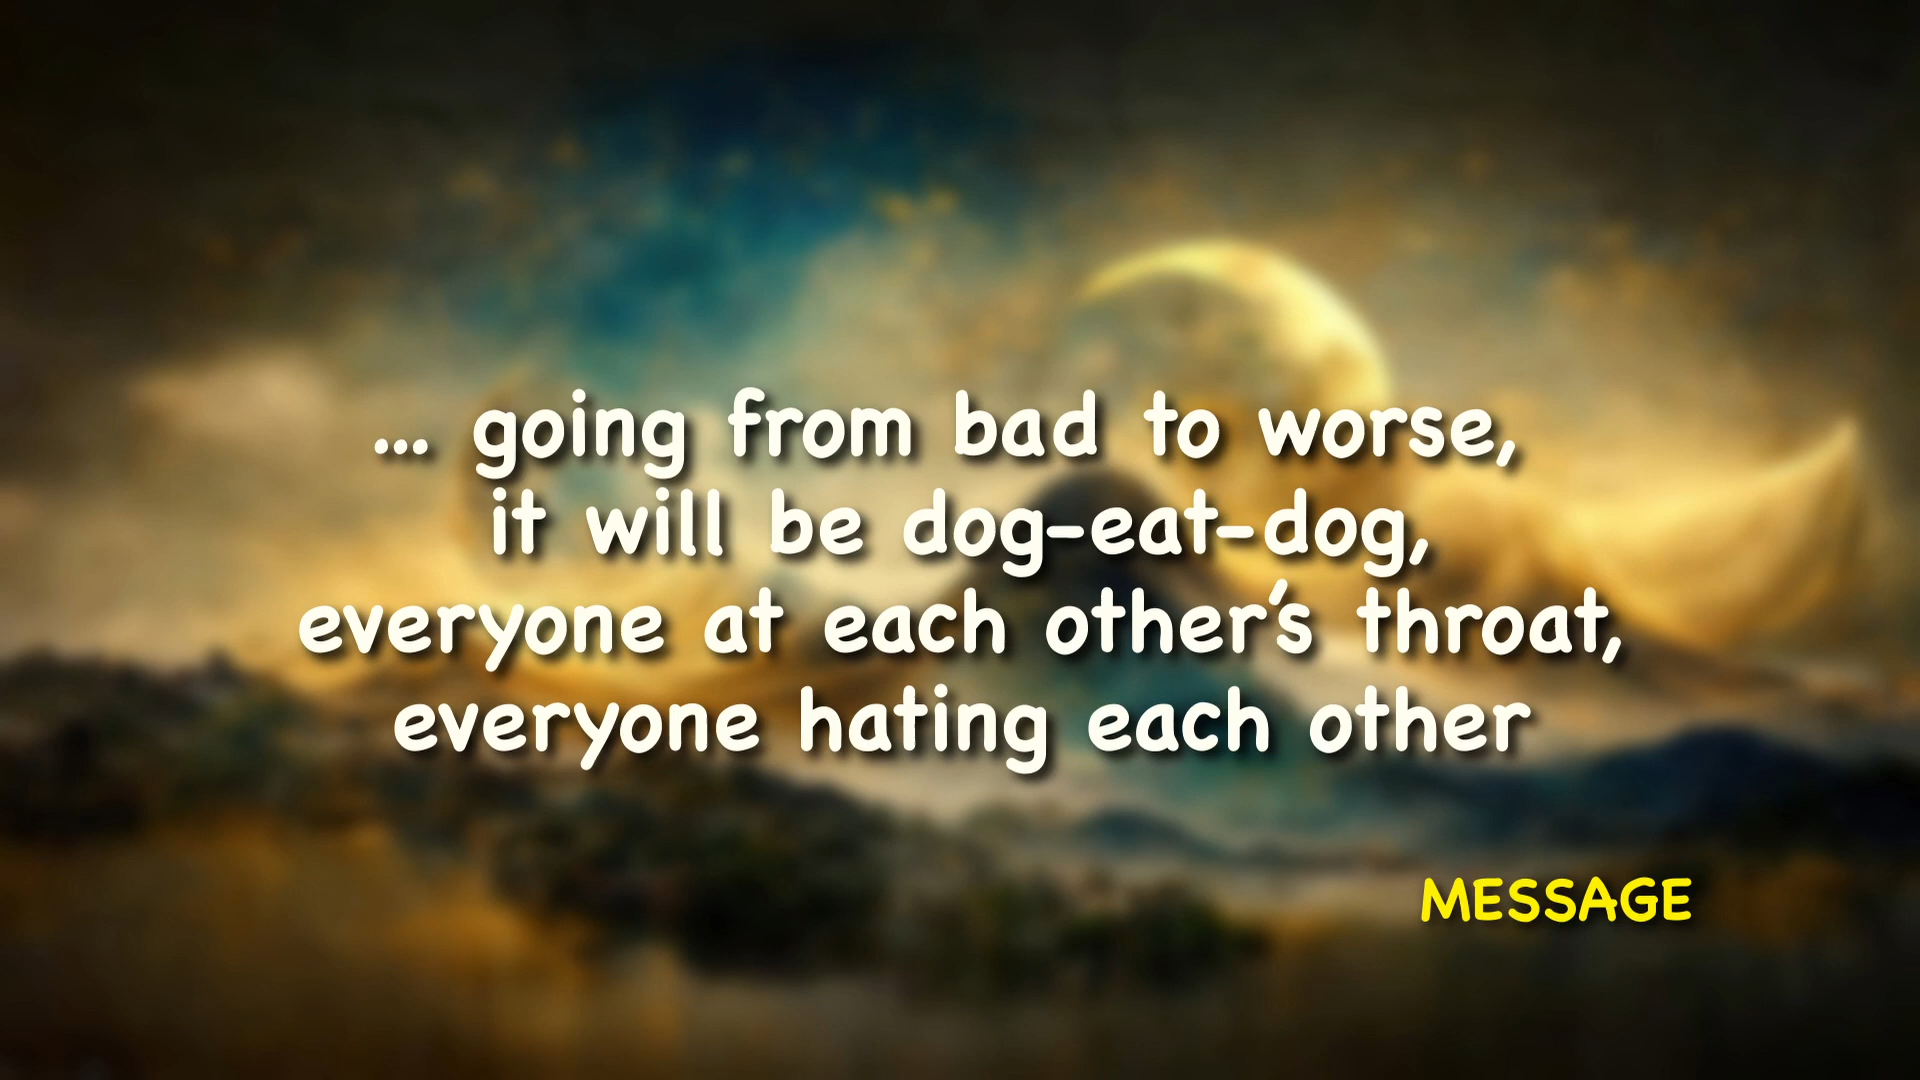 ... going from bad to worse,
it will be dog-eat-dog,
everyone at each other's throat,
everyone hating each other
MESSAGE